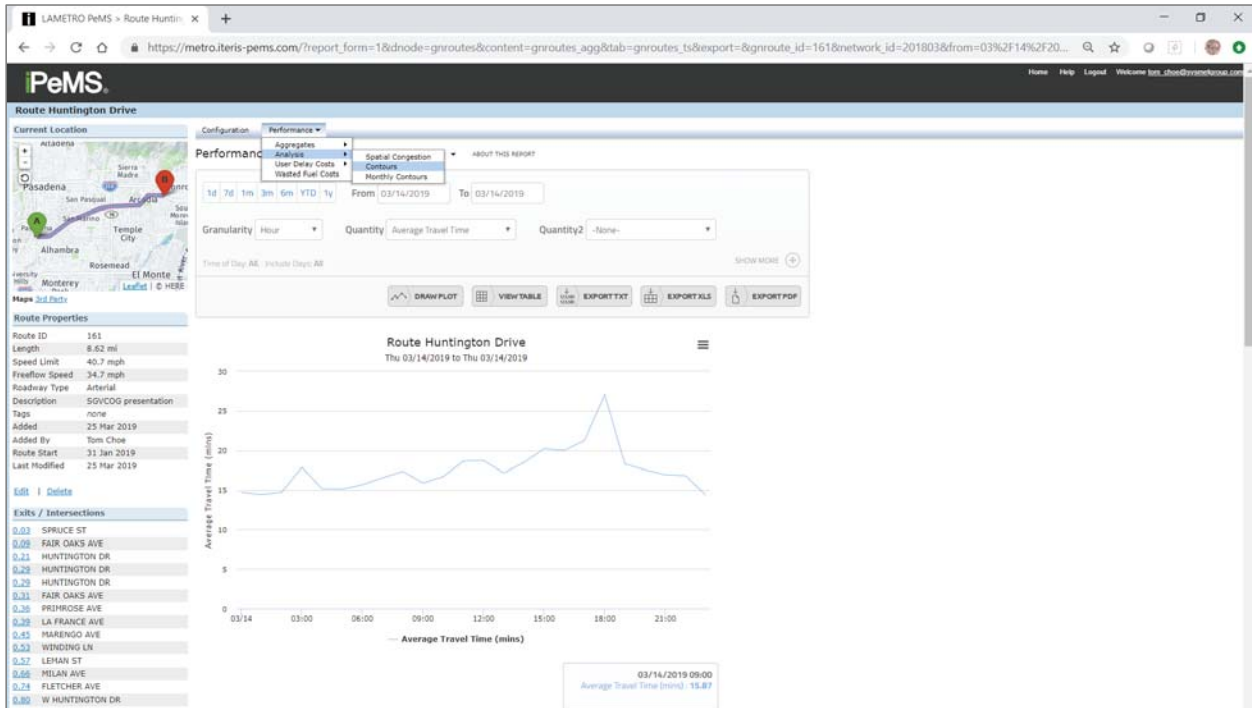 LAMETRO PeMS > Route Huntin
https://metro.iteris-pems.com/?report_form=1&dnode=gnroutes&content=gnroutes_agg&tab=gnroutes_ts&export=&gnroute_id=161&network_id=201803&from=03%2F14%2F20...
iPeMS.
Home Help Logout Welcome
Route Huntington Drive
Current Location
Configuration Performance
Altadena
Sierra Madre
Pasadena
San Pasqual
Arcadia
Temple City
Alhambra
Rosemead
El Monte
Monterey
Leaflet | © HERE
A
B
Maps 3rd Party
Aggregates
Analysis
User Delay Costs
Wasted Fuel Costs
Spatial Congestion
Contours
Monthly Contours
ABOUT THIS REPORT
1d 7d 1m 3m 6m YTD 1y From 03/14/2019 To 03/14/2019
Granularity Hour Quantity Average Travel Time Quantity2 -None-
Time of Day: All, Include Days: All
SHOW MORE
DRAW PLOT VIEW TABLE EXPORT TXT EXPORT XLS EXPORT PDF
Route Properties
Route ID 161
Length 8.62 mi
Speed Limit 40.7 mph
Freeflow Speed 34.7 mph
Roadway Type Arterial
Description SGVCOG presentation
Tags none
Added 25 Mar 2019
Added By Tom Choe
Route Start 31 Jan 2019
Last Modified 25 Mar 2019
Edit | Delete
Exits / Intersections
0.03 SPRUCE ST
0.09 FAIR OAKS AVE
0.21 HUNTINGTON DR
0.29 HUNTINGTON DR
0.29 HUNTINGTON DR
0.31 FAIR OAKS AVE
0.36 PRIMROSE AVE
0.39 LA FRANCE AVE
0.45 MARENGO AVE
0.53 WINDING LN
0.57 LEMAN ST
0.66 MILAN AVE
0.74 FLETCHER AVE
0.80 W HUNTINGTON DR
Route Huntington Drive
Thu 03/14/2019 to Thu 03/14/2019
Average Travel Time (mins)
30
25
20
15
10
5
0
03/14 03:00 06:00 09:00 12:00 15:00 18:00 21:00
Average Travel Time (mins)
03/14/2019 09:00
Average Travel Time (mins) : 15.87